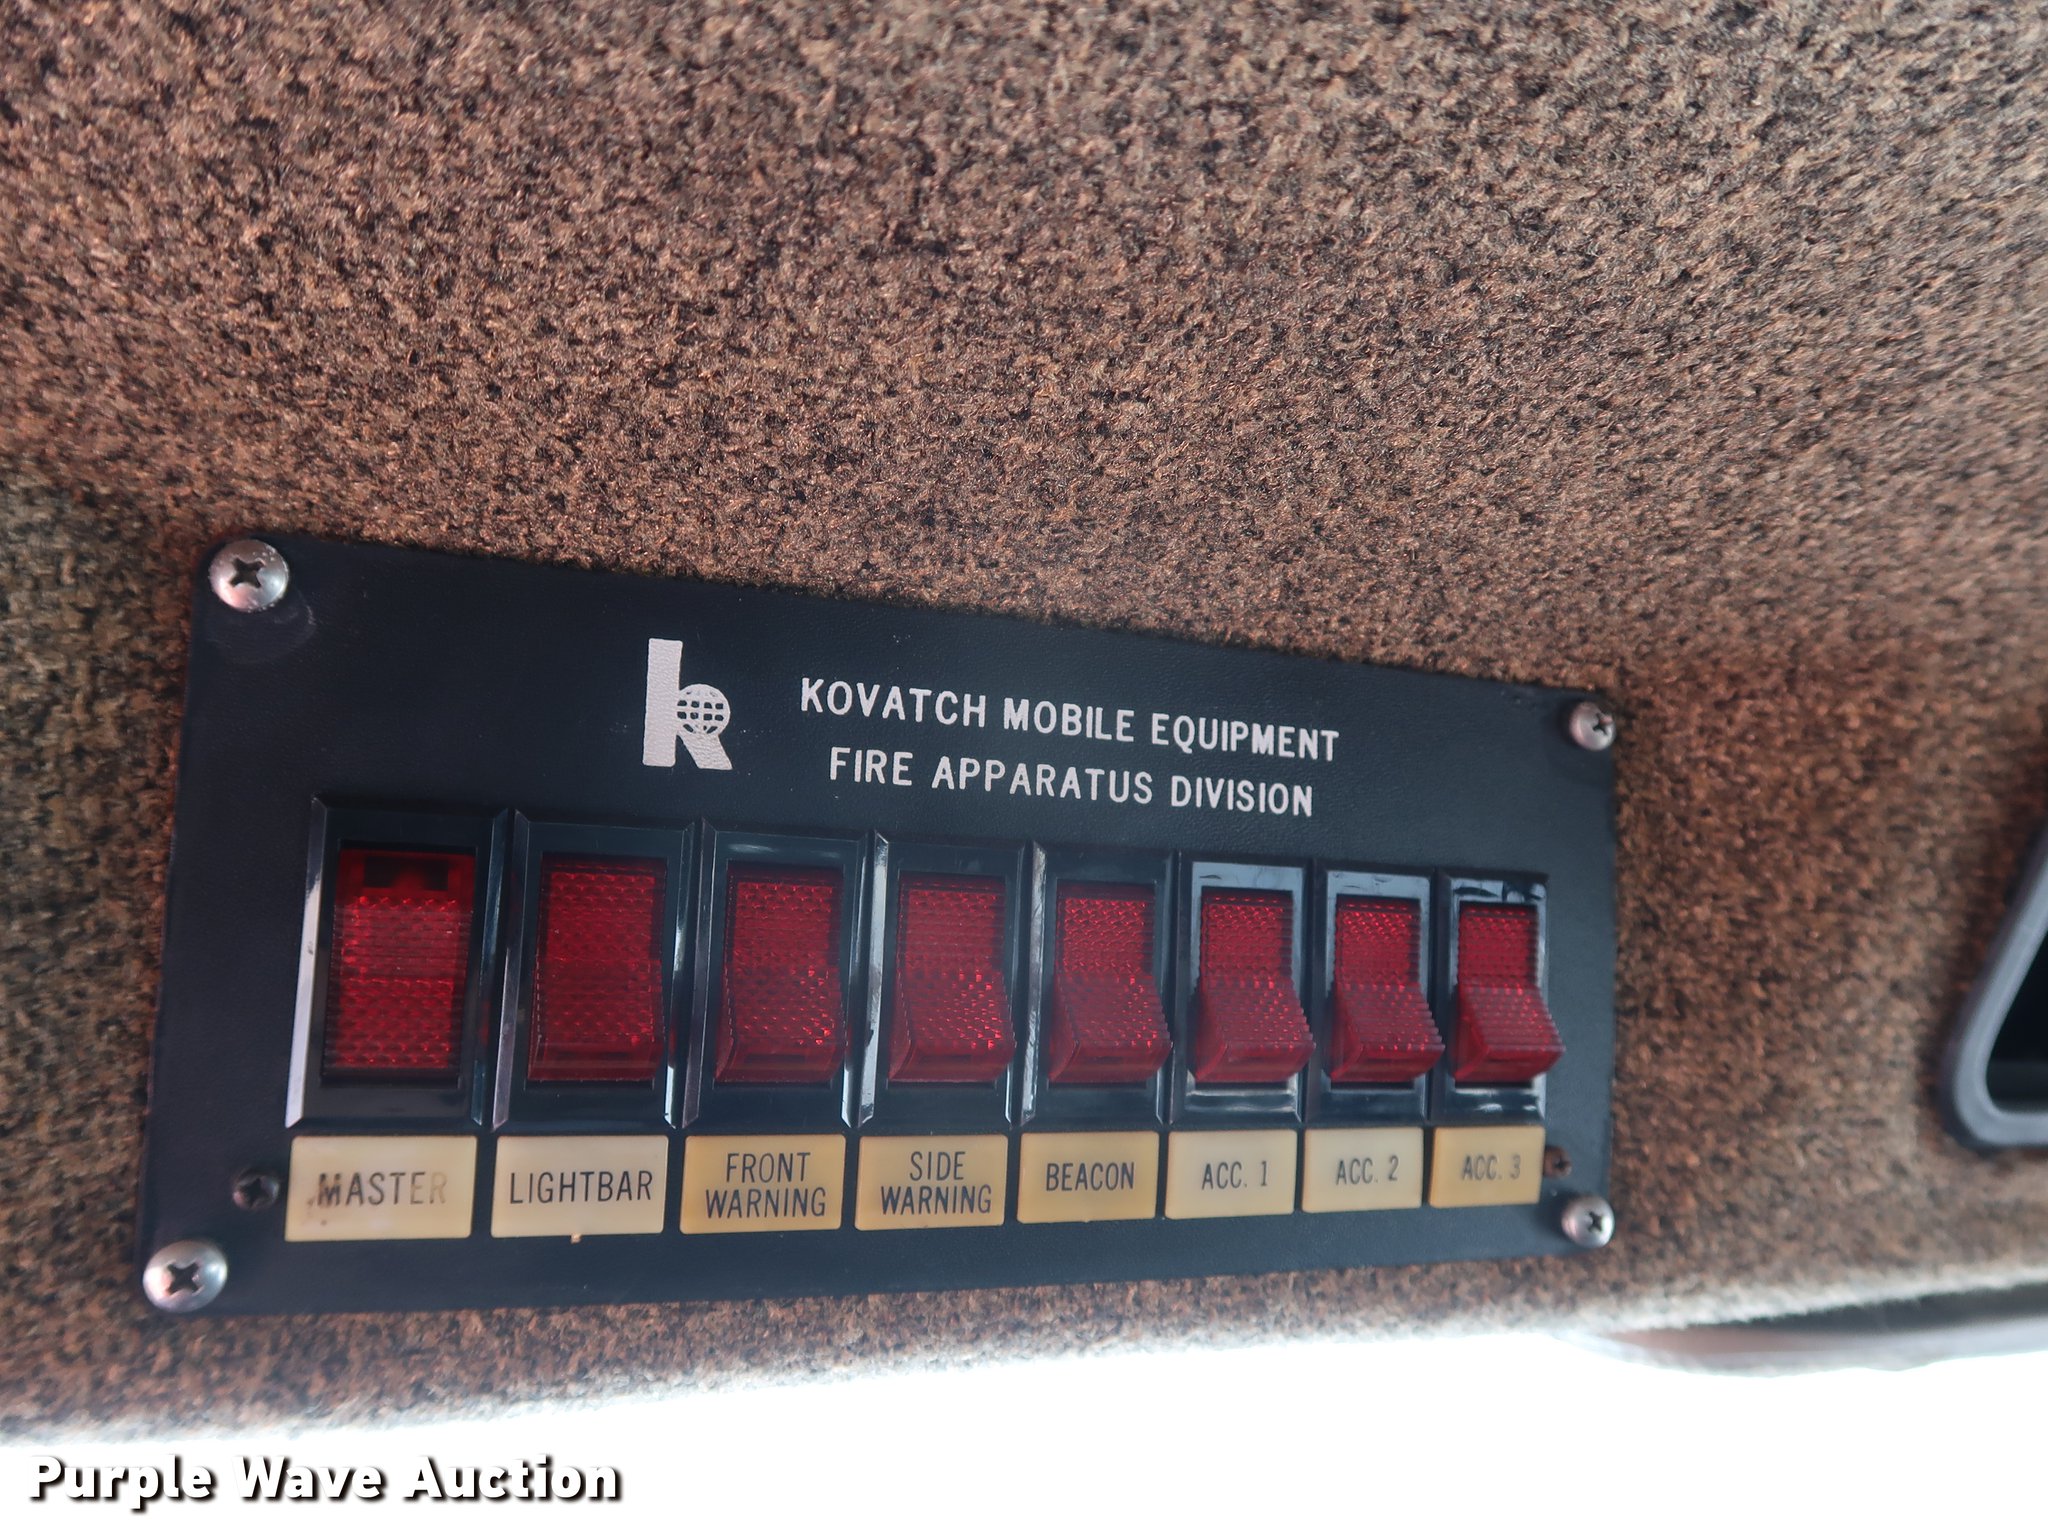 k
KOVATCH MOBILE EQUIPMENT
FIRE APPARATUS DIVISION
MASTER
LIGHTBAR
FRONT
WARNING
SIDE
WARNING
BEACON
ACC. 1
ACC. 2
ACC. 3
Purple Wave Auction